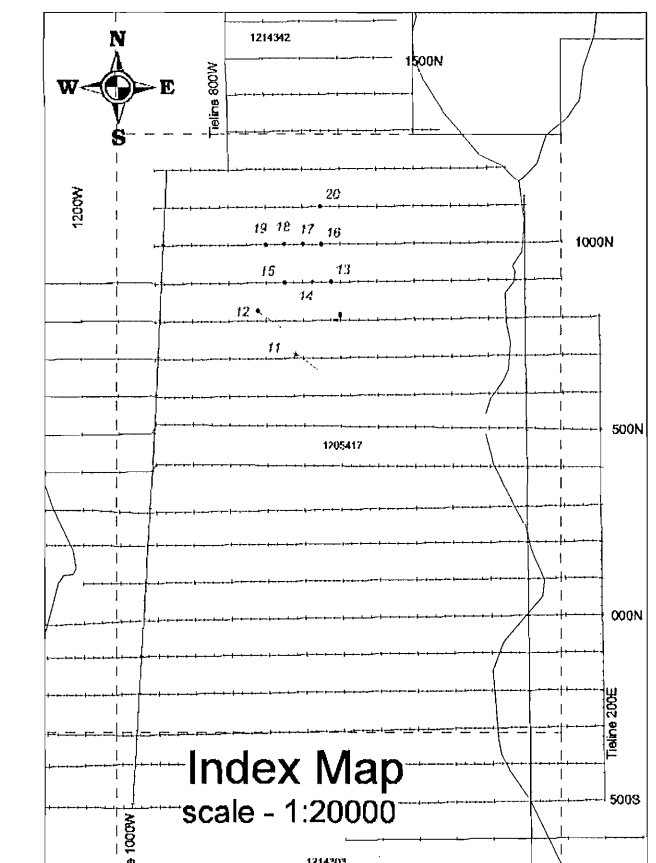 N
W E
S
1214342
1500N
Tieline 800W
1200W
20
19 18 17 16
1000N
15 13
14
12
11
500N
1205417
000N
Tieline 200E
Index Map
scale - 1:20000
500S
e 1000W
1214303